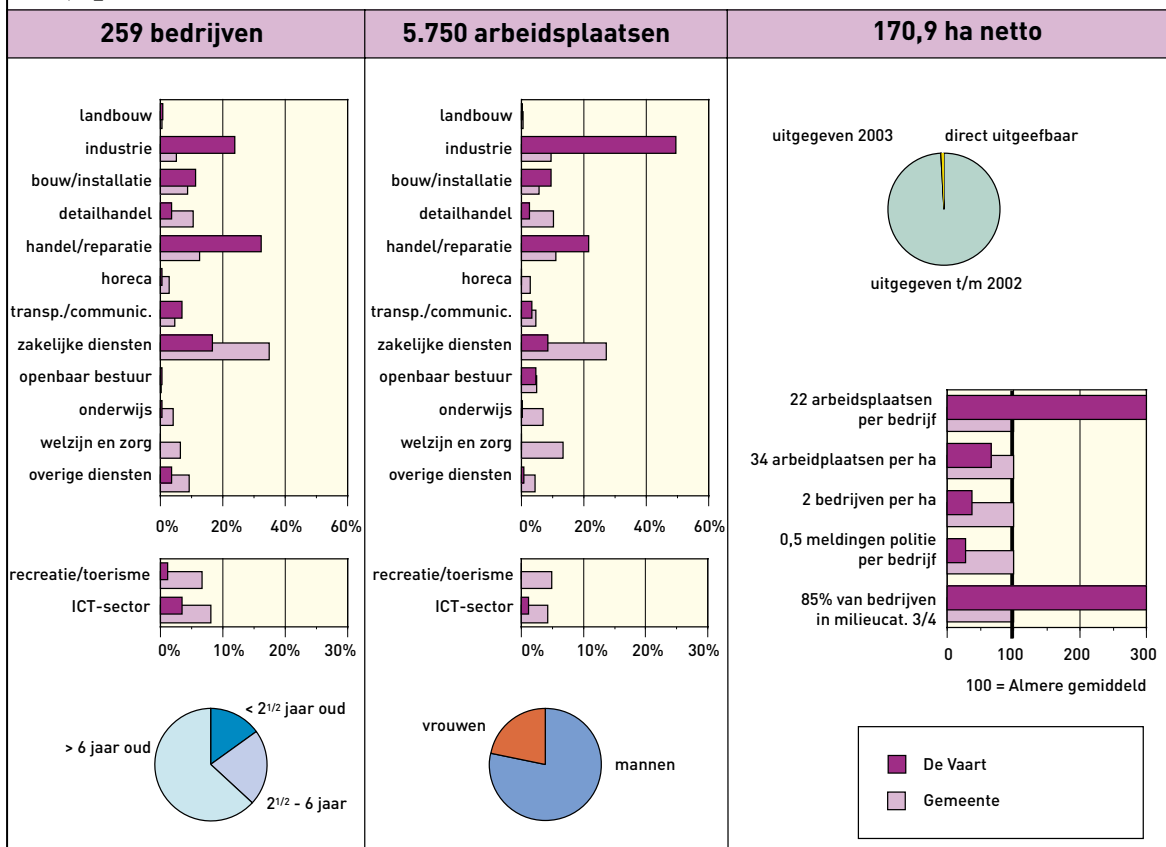 259 bedrijven
5.750 arbeidsplaatsen
170,9 ha netto
landbouw
industrie
bouw/installatie
detailhandel
handel/reparatie
horeca
transp./communic.
zakelijke diensten
openbaar bestuur
onderwijs
welzijn en zorg
overige diensten
0% 20% 40% 60%
recreatie/toerisme
ICT-sector
0% 10% 20% 30%
< 2 1/2 jaar oud
> 6 jaar oud
2 1/2 - 6 jaar
landbouw
industrie
bouw/installatie
detailhandel
handel/reparatie
horeca
transp./communic.
zakelijke diensten
openbaar bestuur
onderwijs
welzijn en zorg
overige diensten
0% 20% 40% 60%
recreatie/toerisme
ICT-sector
0% 10% 20% 30%
vrouwen
mannen
uitgegeven 2003 direct uitgeefbaar
uitgegeven t/m 2002
22 arbeidsplaatsen
per bedrijf
34 arbeidplaatsen per ha
2 bedrijven per ha
0,5 meldingen politie
per bedrijf
85% van bedrijven
in milieucat. 3/4
0 100 200 300
100 = Almere gemiddeld
De Vaart
Gemeente